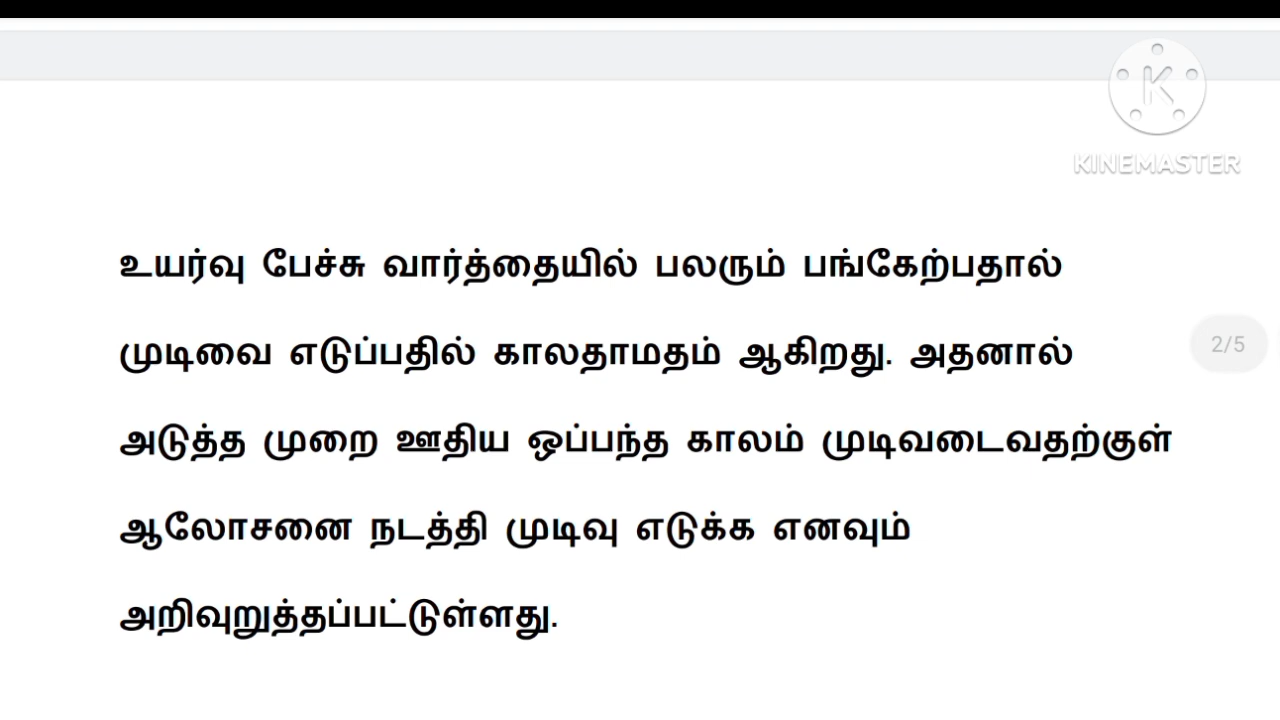 KINEMASTER
உயர்வு பேச்சு வார்த்தையில் பலரும் பங்கேற்பதால்
முடிவை எடுப்பதில் காலதாமதம் ஆகிறது. அதனால்
2/5
அடுத்த முறை ஊதிய ஒப்பந்த காலம் முடிவடைவதற்குள்
ஆலோசனை நடத்தி முடிவு எடுக்க எனவும்
அறிவுறுத்தப்பட்டுள்ளது.